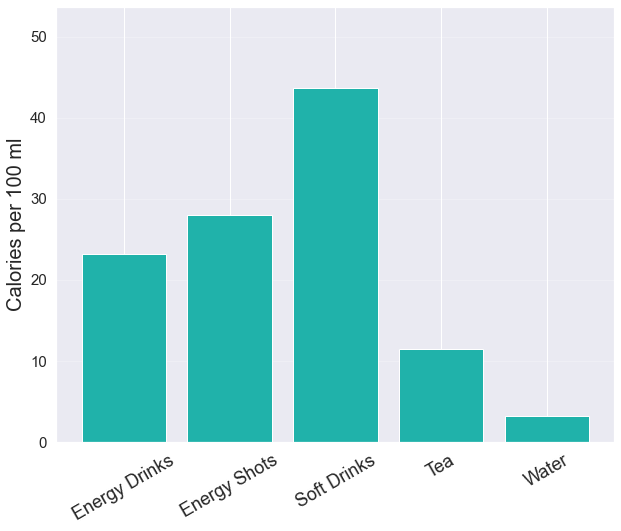 Calories per 100 ml
50
40
30
20
10
0
Energy Drinks
Energy Shots
Soft Drinks
Tea
Water